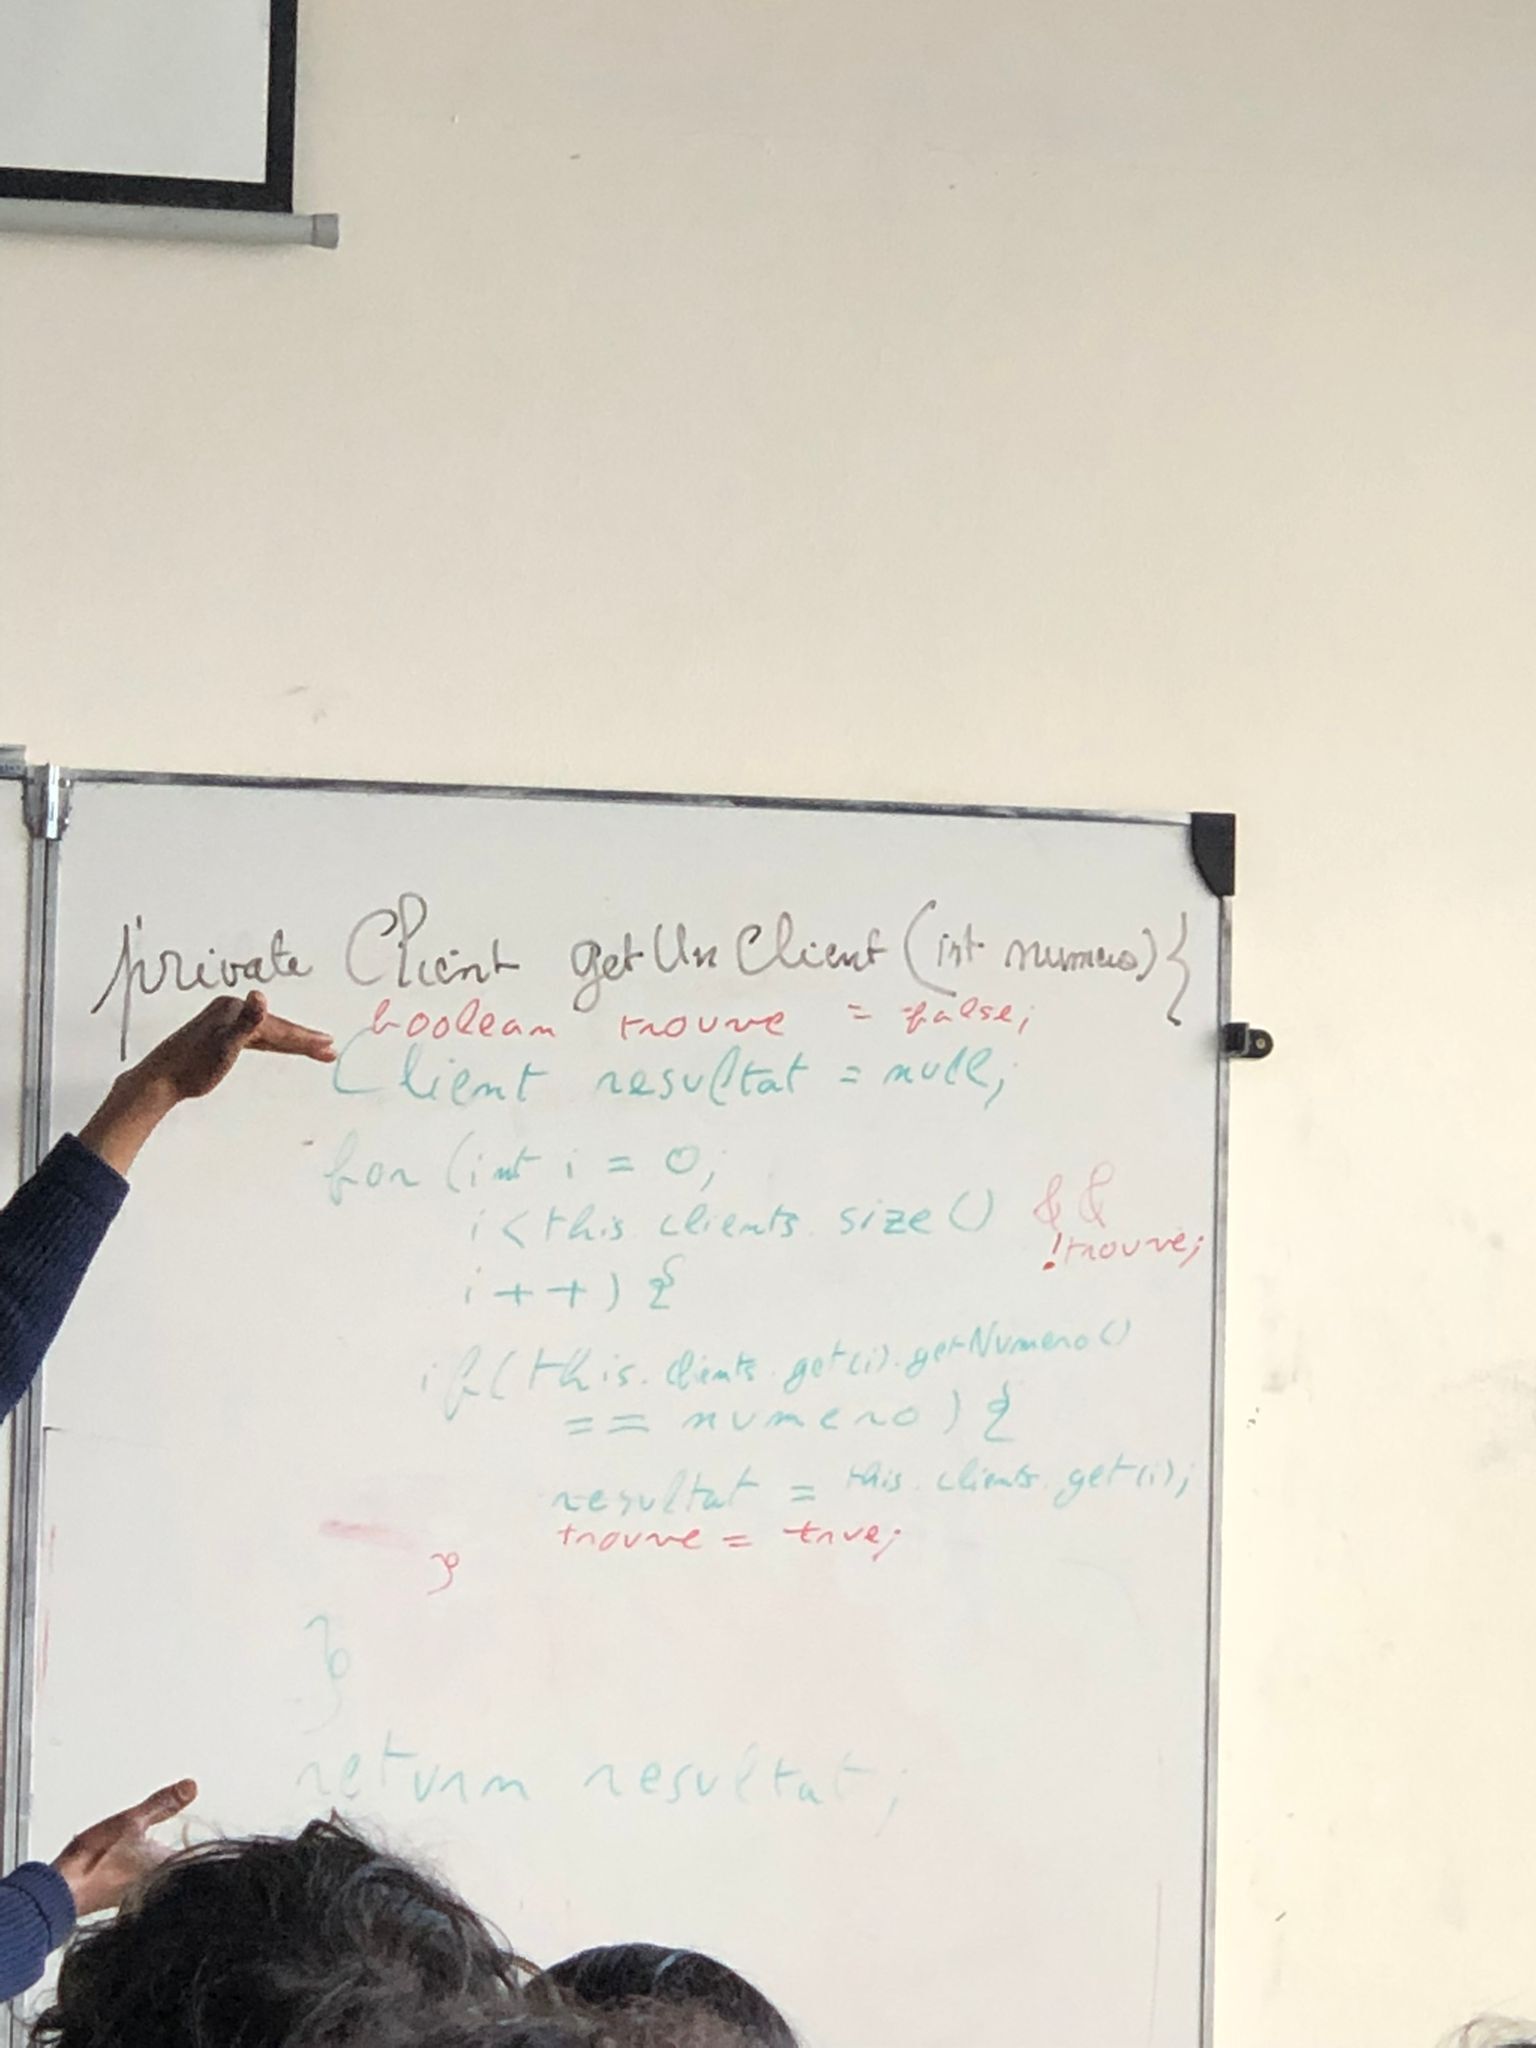 private Client getUnClient (int numero) {
boolean trouve = false;
Client resultat = null;
for (int i = 0;
i < this.clients.size() &&
!trouve;
i++) {
if (this.clients.get(i).getNumero()
== numero) {
resultat = this.clients.get(i);
trouve = true;
}
}
return resultat;